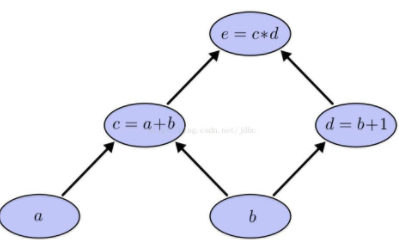 e = c*d
c = a+b
d = b+1
a
b